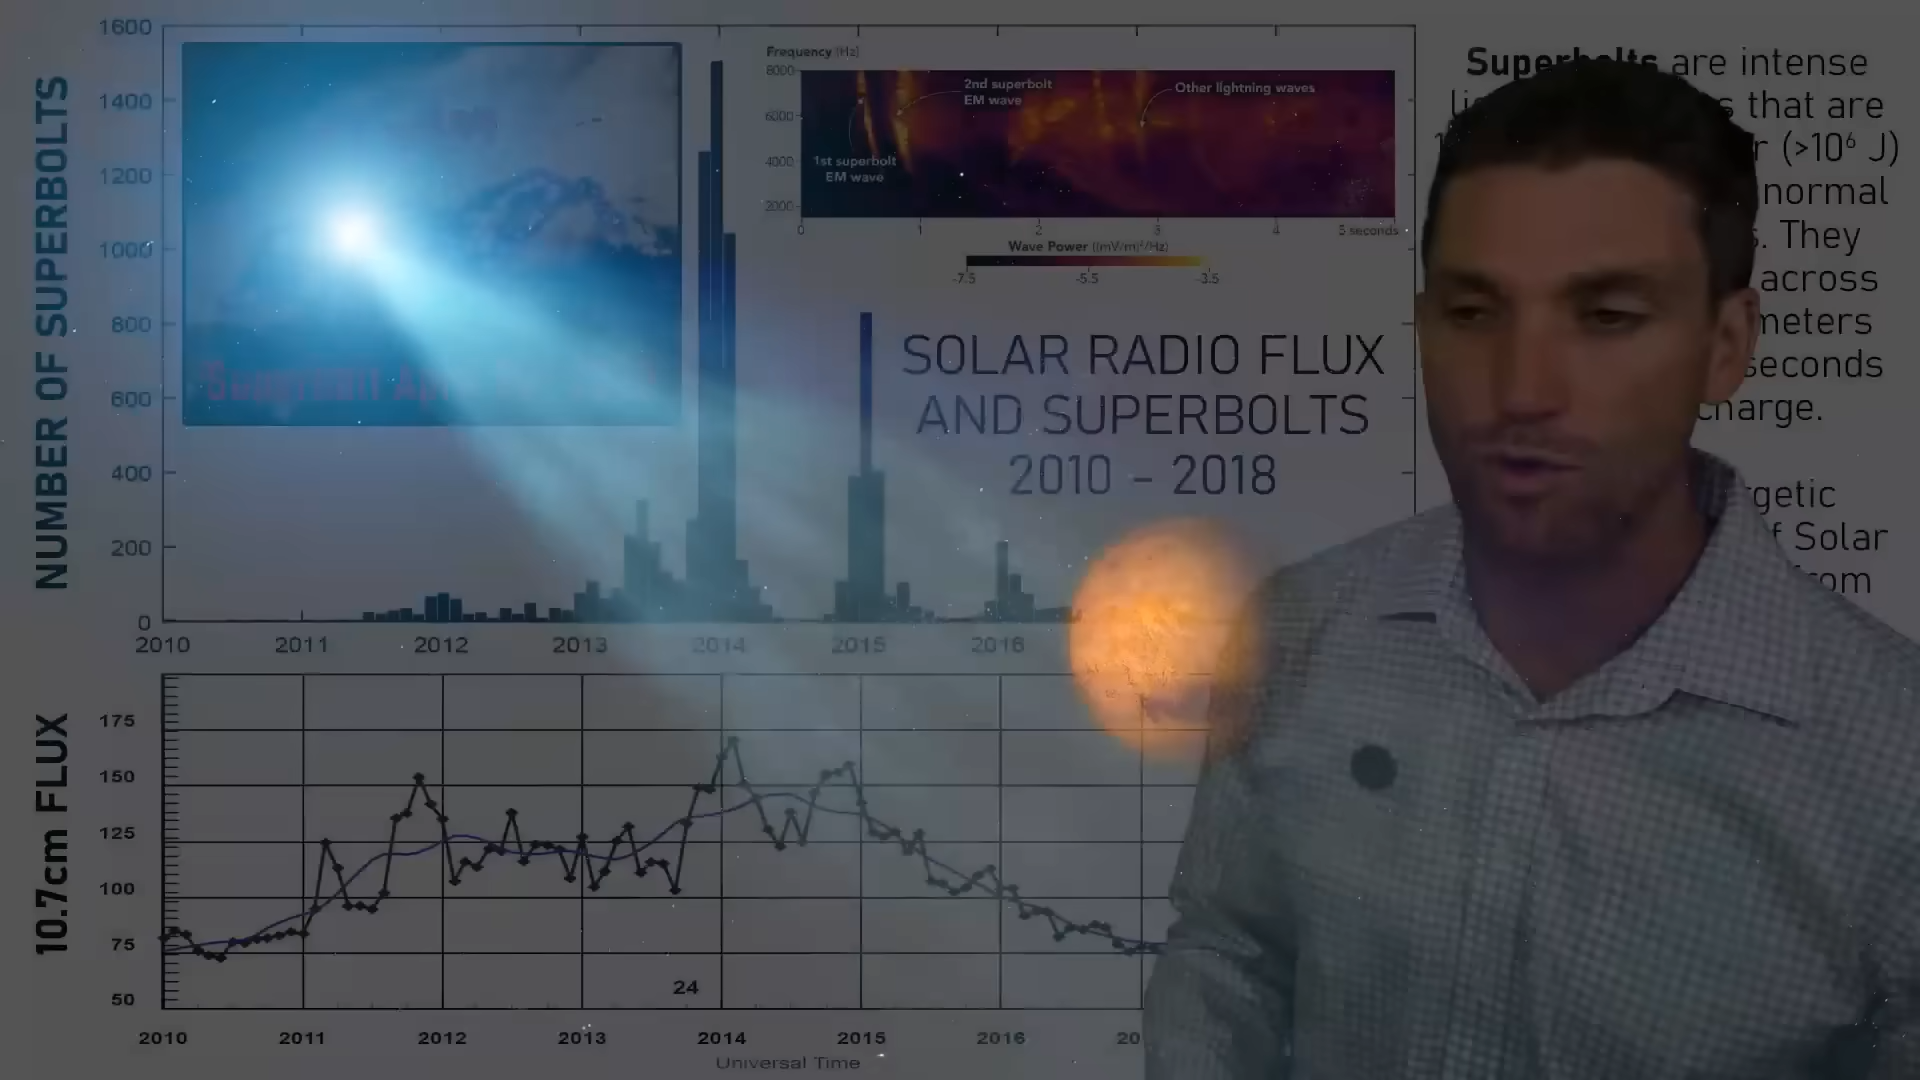 NUMBER OF SUPERBOLTS
1600
1400
1200
1000
800
600
400
200
0
2010 2011 2012 2013 2014 2015 2016
Superbolt
Frequency (Hz)
8000
6000
4000
2000
2nd superbolt
EM wave
Other lightning waves
1st superbolt
EM wave
0 1 2 3 4 5 seconds
Wave Power ((mV/m)²/Hz)
-7.5 -5.5 -3.5
SOLAR RADIO FLUX
AND SUPERBOLTS
2010 - 2018
Superbolts are intense
that are
(>10⁶ J)
normal
They
across
seconds
charge.
Solar
10.7cm FLUX
175
150
125
100
75
50
24
2010 2011 2012 2013 2014 2015 2016
Universal Time